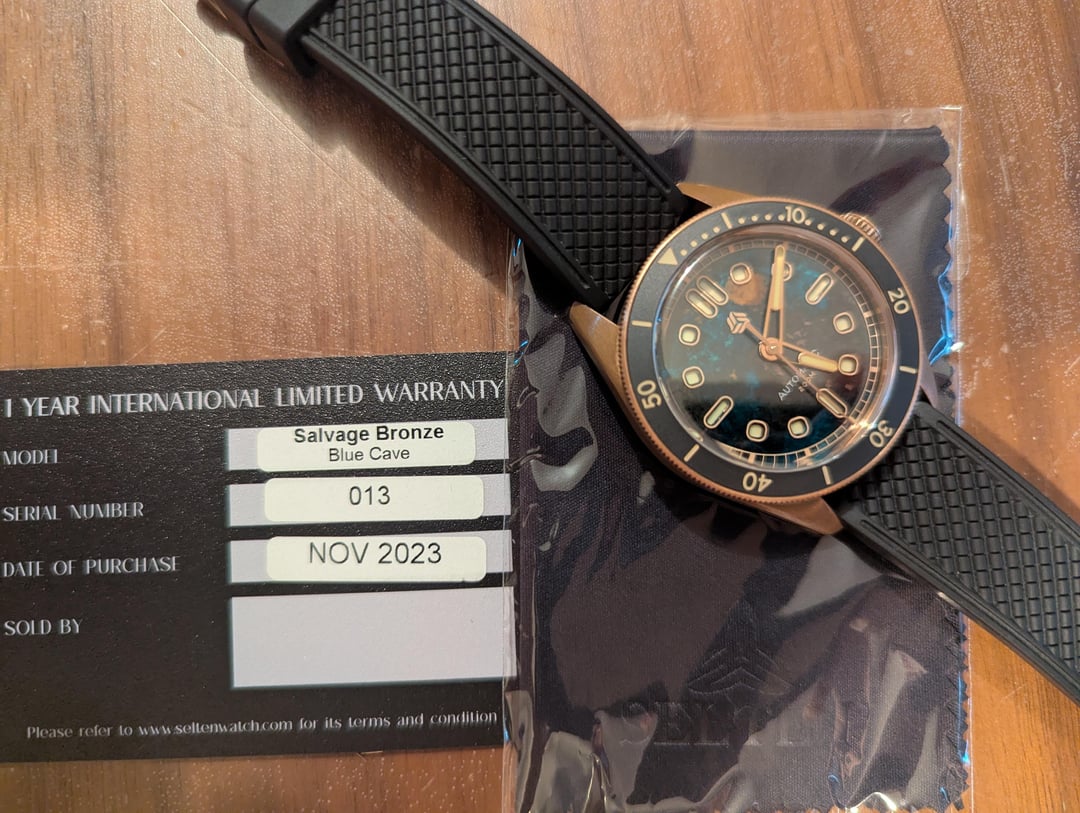 1 YEAR INTERNATIONAL LIMITED WARRANTY
MODEL
Salvage Bronze
Blue Cave
SERIAL NUMBER
013
DATE OF PURCHASE
NOV 2023
SOLD BY
Please refer to www.seltenwatch.com for its terms and condition
10
20
30
40
50